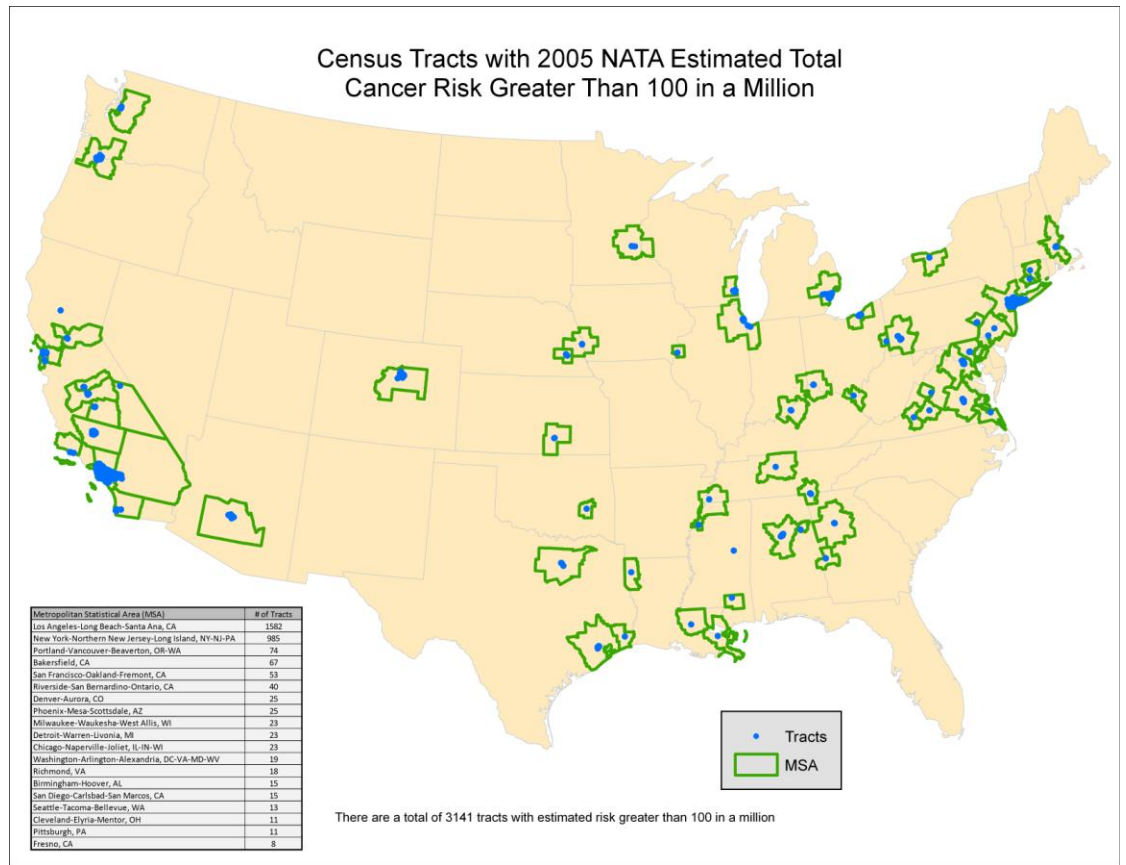 Census Tracts with 2005 NATA Estimated Total
Cancer Risk Greater Than 100 in a Million
Metropolitan Statistical Area (MSA) # of Tracts
Los Angeles-Long Beach-Santa Ana, CA 1582
New York-Northern New Jersey-Long Island, NY-NJ-PA 985
Portland-Vancouver-Beaverton, OR-WA 74
Bakersfield, CA 67
San Francisco-Oakland-Fremont, CA 53
Riverside-San Bernardino-Ontario, CA 40
Denver-Aurora, CO 25
Phoenix-Mesa-Scottsdale, AZ 25
Milwaukee-Waukesha-West Allis, WI 23
Detroit-Warren-Livonia, MI 23
Chicago-Naperville-Joliet, IL-IN-WI 23
Washington-Arlington-Alexandria, DC-VA-MD-WV 19
Richmond, VA 18
Birmingham-Hoover, AL 15
San Diego-Carlsbad-San Marcos, CA 15
Seattle-Tacoma-Bellevue, WA 13
Cleveland-Elyria-Mentor, OH 11
Pittsburgh, PA 11
Fresno, CA 8
Tracts
MSA
There are a total of 3141 tracts with estimated risk greater than 100 in a million